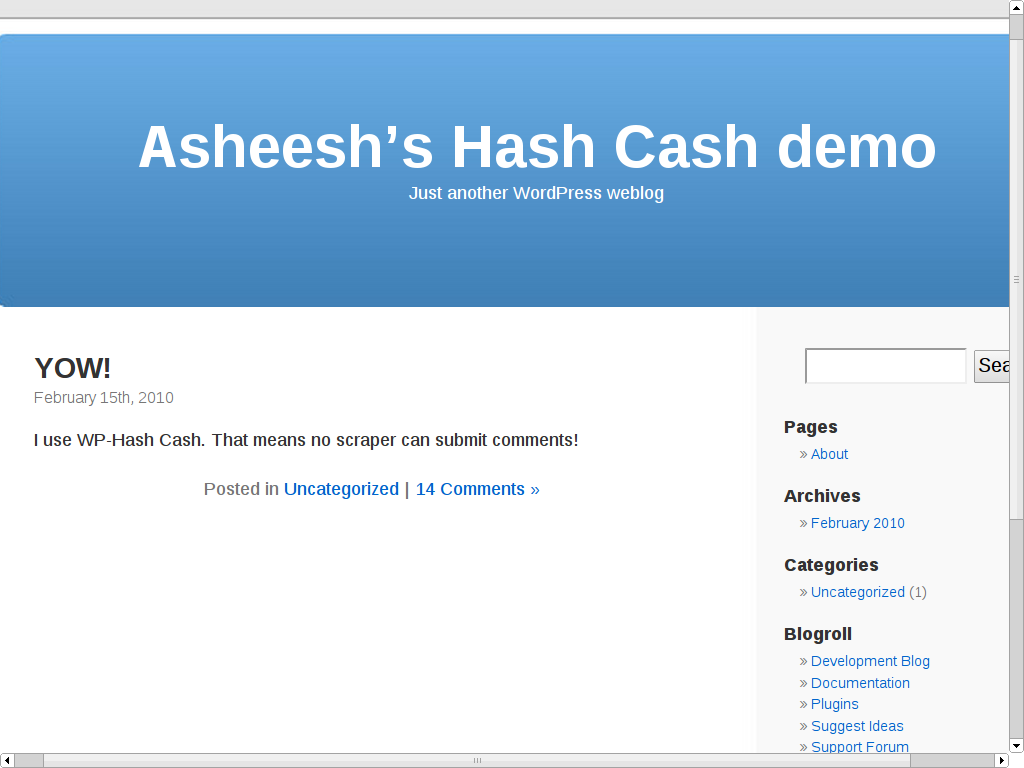 Asheesh’s Hash Cash demo
Just another WordPress weblog
YOW!
February 15th, 2010
I use WP-Hash Cash. That means no scraper can submit comments!
Posted in Uncategorized | 14 Comments »
Sea
Pages
» About
Archives
» February 2010
Categories
» Uncategorized (1)
Blogroll
» Development Blog
» Documentation
» Plugins
» Suggest Ideas
» Support Forum